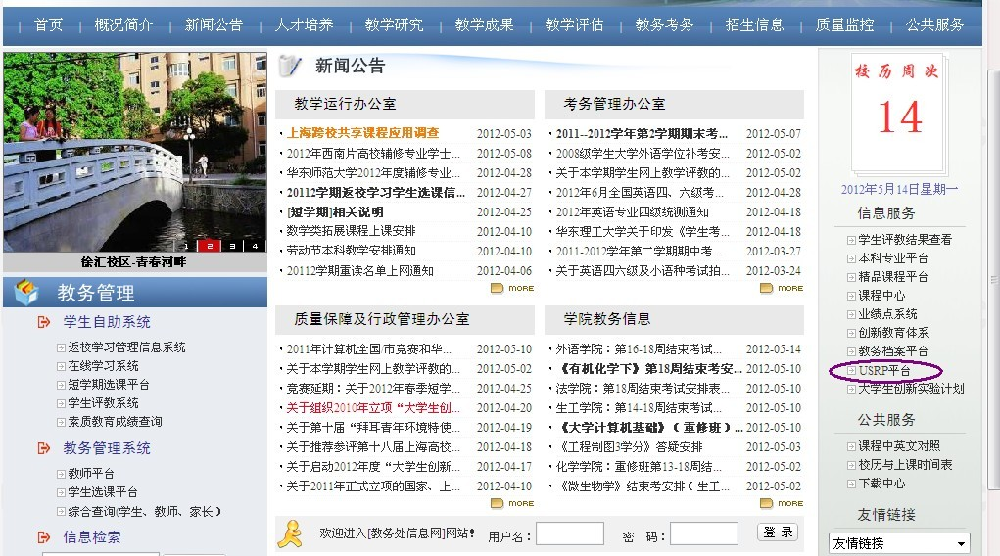 首页 概况简介 新闻公告 人才培养 教学研究 教学成果 教学评估 教务考务 招生信息 质量监控 公共服务
1 2 3 4
徐汇校区-青春河畔
教务管理
学生自助系统
返校学习管理信息系统
在线学习系统
短学期选课平台
学生评教系统
素质教育成绩查询
教务管理系统
教师平台
学生选课平台
综合查询(学生、教师、家长)
信息检索
新闻公告
教学运行办公室
上海跨校共享课程应用调查 2012-05-03
2012年西南片高校辅修专业学士... 2012-05-08
华东师范大学2012年度辅修专业... 2012-04-28
20112学期返校学习学生选课信... 2012-04-27
[短学期]相关说明 2012-04-25
数学类拓展课程上课安排 2012-04-10
劳动节本科教学安排通知 2012-04-10
20112学期重读名单上网通知 2012-04-06
MORE
考务管理办公室
2011--2012学年第2学期期末考... 2012-05-07
2008级学生大学外语学位补考安... 2012-05-02
关于本学期学生网上教学评教的... 2012-05-02
2012年6月全国英语四、六级考... 2012-04-28
2012年英语专业四级统测通知 2012-04-18
华东理工大学关于印发《学生考... 2012-04-18
2011-2012学年第二学期期中考... 2012-03-27
关于英语四六级及小语种考试拍... 2012-03-24
MORE
质量保障及行政管理办公室
2011年计算机全国/市竞赛和华... 2012-05-10
关于本学期学生网上教学评教的... 2012-05-02
竞赛延期：关于2012年春季短学... 2012-04-25
关于组织2010年立项“大学生创... 2012-04-20
关于第十届“拜耳青年环境特使... 2012-04-19
关于推荐参评第十八届上海高校... 2012-04-18
关于启动2012年度“大学生创新... 2012-04-17
关于2011年正式立项的国家、上... 2012-04-10
MORE
学院教务信息
外语学院：第16-18周结束考试... 2012-05-14
《有机化学下》第18周结束考安... 2012-05-10
法学院：第18周结束考试安排表... 2012-05-10
生工学院：第14-18周结束考试... 2012-05-10
《大学计算机基础》（重修班）... 2012-05-10
《工程制图3学分》答疑安排 2012-05-03
化学学院：重修班第13-18周结... 2012-05-02
《微生物学》结束考安排（生工... 2012-05-02
MORE
欢迎进入[教务处信息网]网站! 用户名： 密 码： 登 录
校历周次
14
2012年5月14日星期一
信息服务
学生评教结果查看
本科专业平台
精品课程平台
课程中心
业绩点系统
创新教育体系
教务档案平台
USRP平台
大学生创新实验计划
公共服务
课程中英文对照
校历与上课时间表
下载中心
友情链接
友情链接